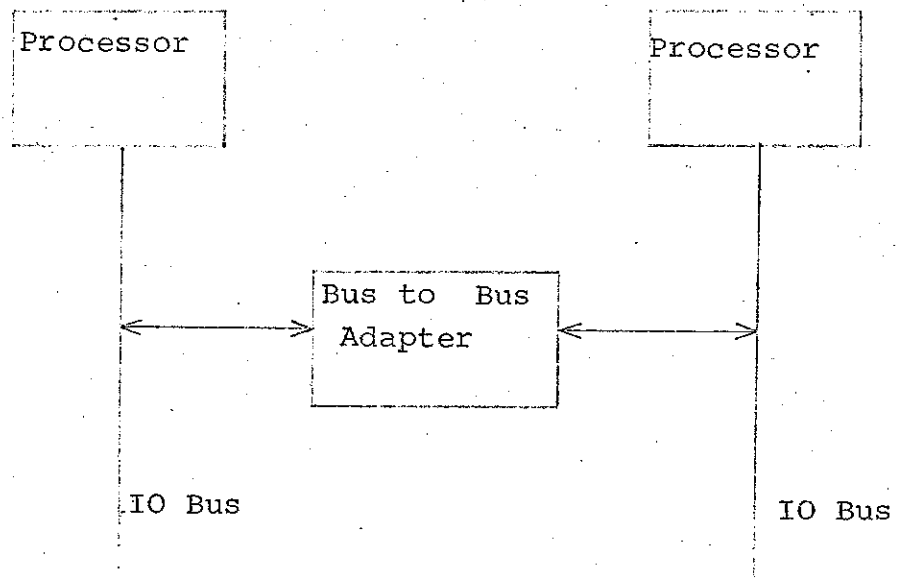 Processor
Processor
Bus to Bus
Adapter
IO Bus
IO Bus